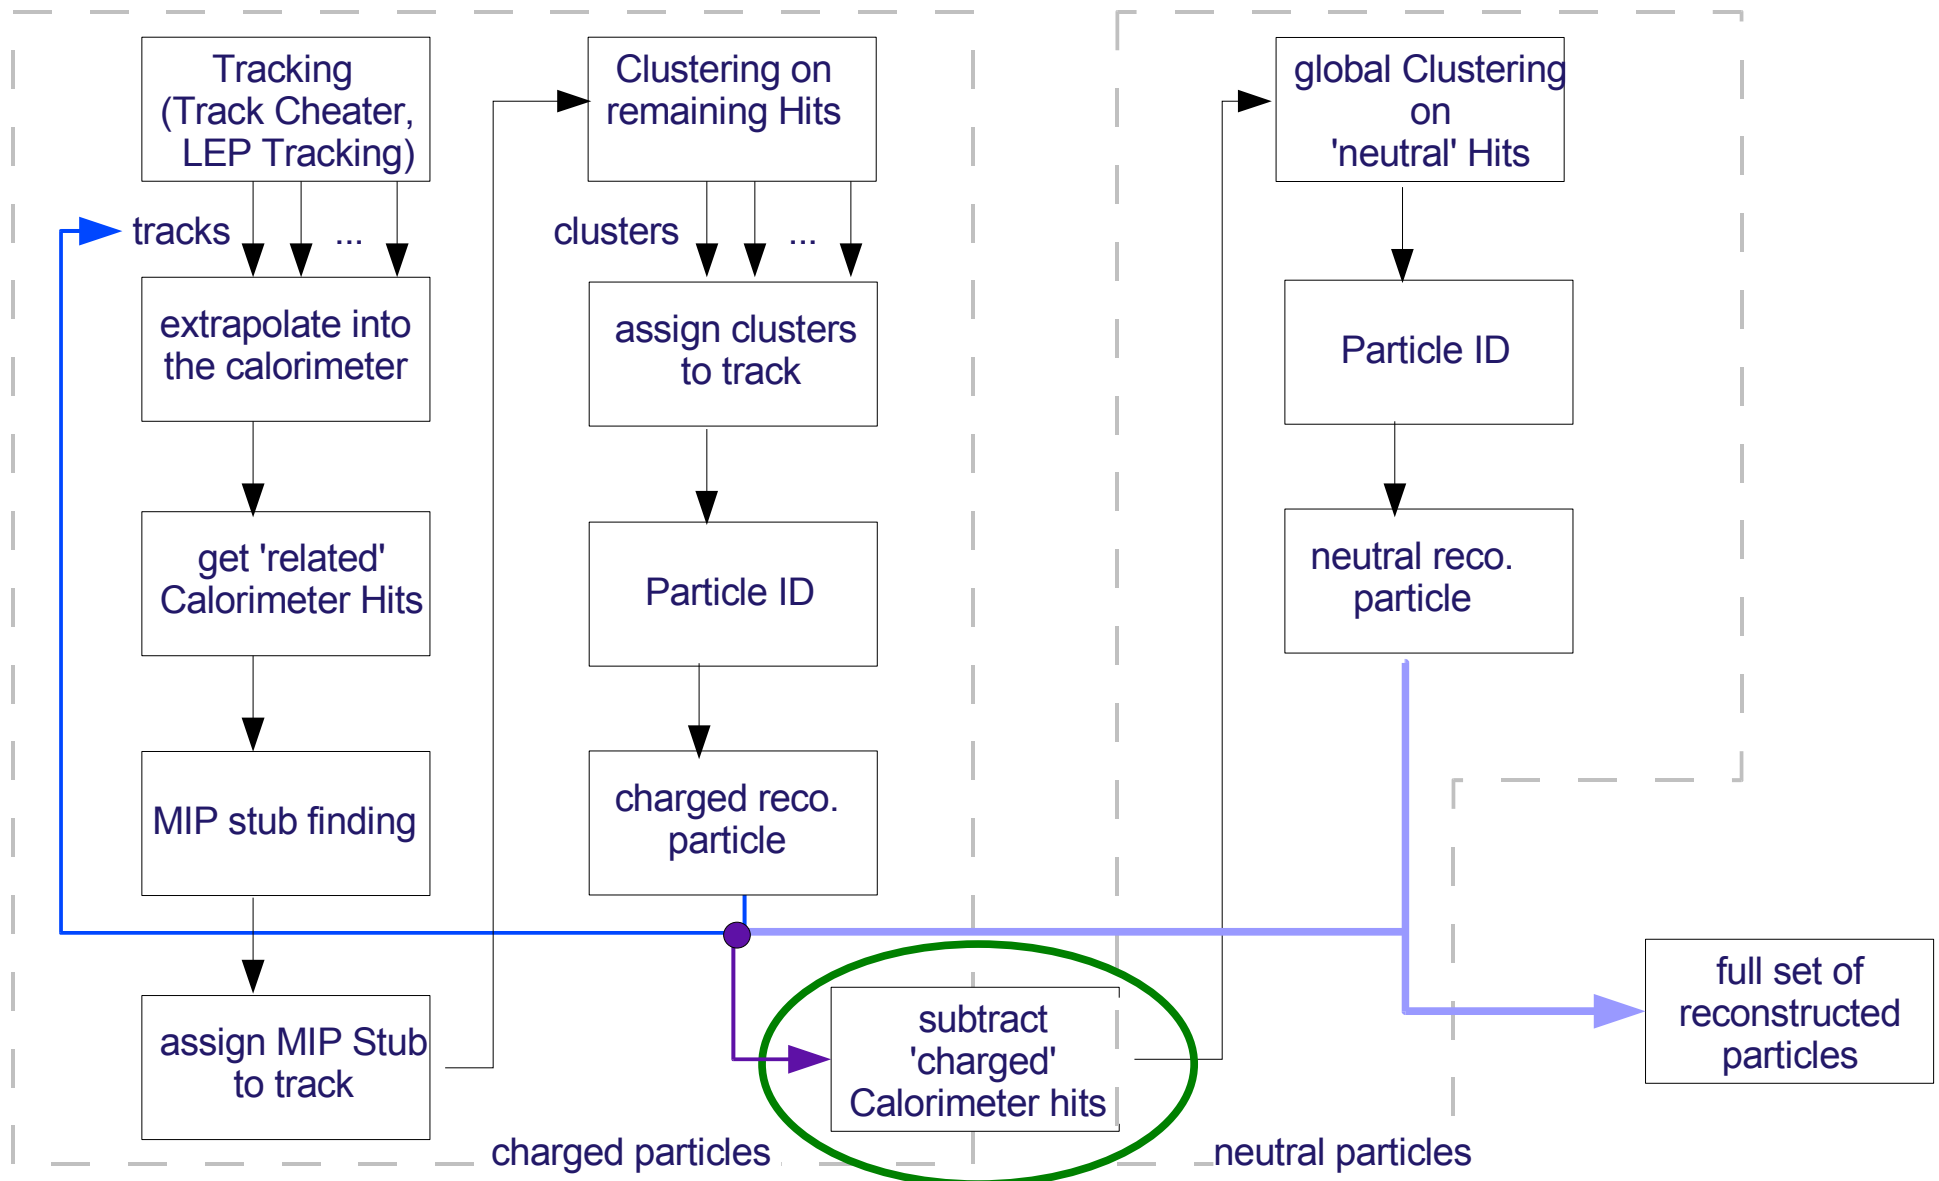 Tracking
(Track Cheater,
LEP Tracking)
tracks
...
extrapolate into
the calorimeter
get 'related'
Calorimeter Hits
MIP stub finding
assign MIP Stub
to track
Clustering on
remaining Hits
clusters
...
assign clusters
to track
Particle ID
charged reco.
particle
subtract
'charged'
Calorimeter hits
charged particles
global Clustering
on
'neutral' Hits
Particle ID
neutral reco.
particle
neutral particles
full set of
reconstructed
particles